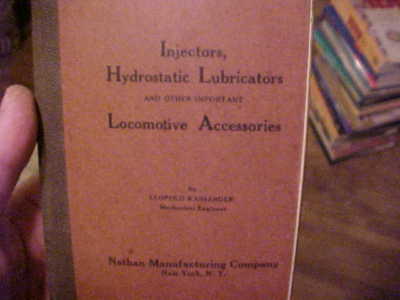 Injectors,
Hydrostatic Lubricators
AND OTHER IMPORTANT
Locomotive Accessories
By
LEOPOLD KASSANDER
Mechanical Engineer
Nathan Manufacturing Company
New York, N. Y.